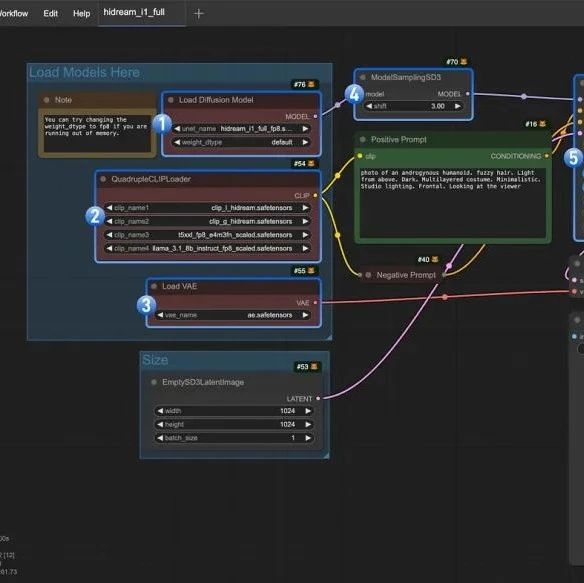 Workflow Edit Help hidream_i1_full +
Load Models Here
#76
Note
You can try changing the
weight_dtype to fp8 if you are
running out of memory.
1
Load Diffusion Model
MODEL
unet_name hidream_i1_full_fp8.s...
weight_dtype default
#54
2
QuadrupleCLIPLoader
CLIP
clip_name1 clip_l_hidream.safetensors
clip_name2 clip_g_hidream.safetensors
clip_name3 t5xxl_fp8_e4m3fn_scaled.safetensors
clip_name4 llama_3.1_8b_instruct_fp8_scaled.safetensors
#55
3
Load VAE
VAE
vae_name ae.safetensors
#70
4
ModelSamplingSD3
model MODEL
shift 3.00
#16
Positive Prompt
clip CONDITIONING
photo of an androgynous humanoid. fuzzy hair. Light
from above. Dark. Multilayered costume. Minimalistic.
Studio lighting. Frontal. Looking at the viewer
#40
Negative Prompt
5
Size
#53
EmptySD3LatentImage
LATENT
width 1024
height 1024
batch_size 1